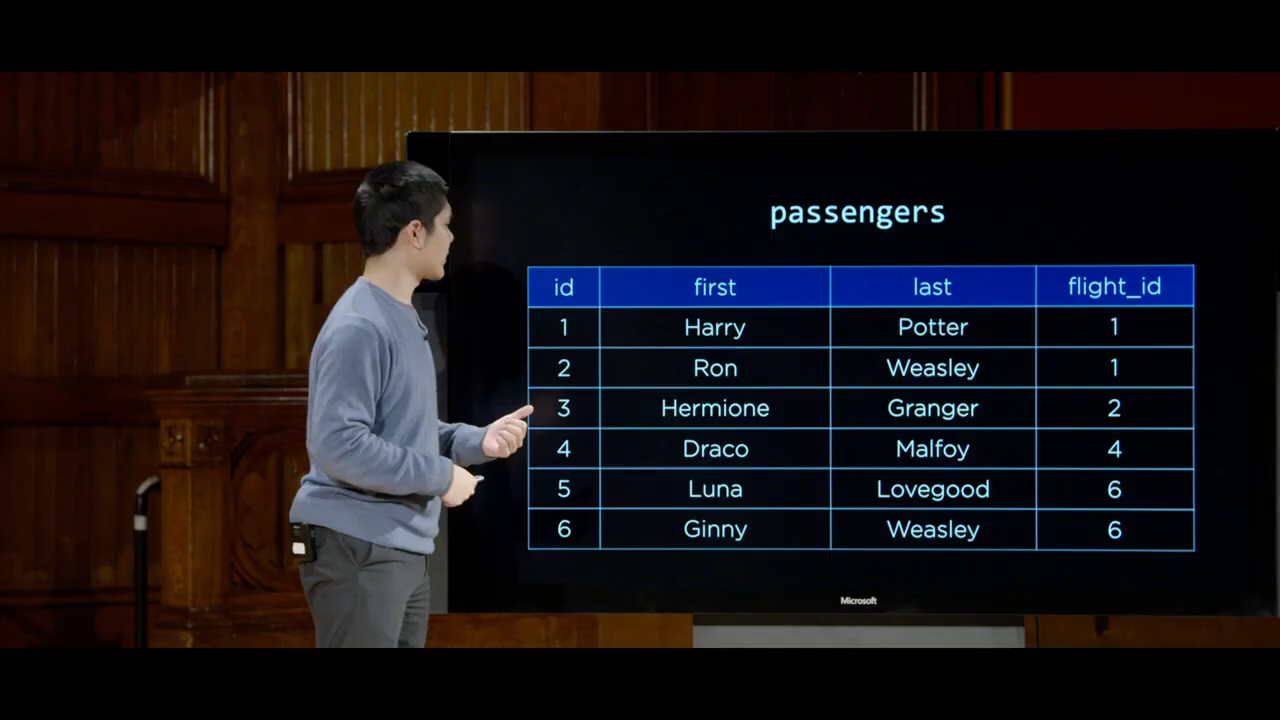 passengers
id first last flight_id
1 Harry Potter 1
2 Ron Weasley 1
3 Hermione Granger 2
4 Draco Malfoy 4
5 Luna Lovegood 6
6 Ginny Weasley 6
Microsoft